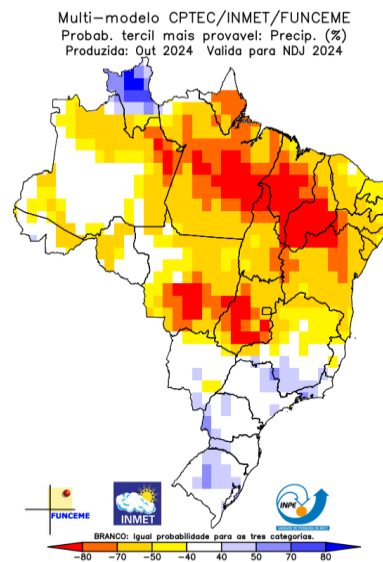 Multi-modelo CPTEC/INMET/FUNCEME
Probab. tercil mais provavel: Precip. (%)
Produzida: Out 2024 Valida para NDJ 2024
FUNCEME
INMET
INPE
BRANCO: Igual probabilidade para as tres categorias.
-80 -70 -50 -40 40 50 70 80